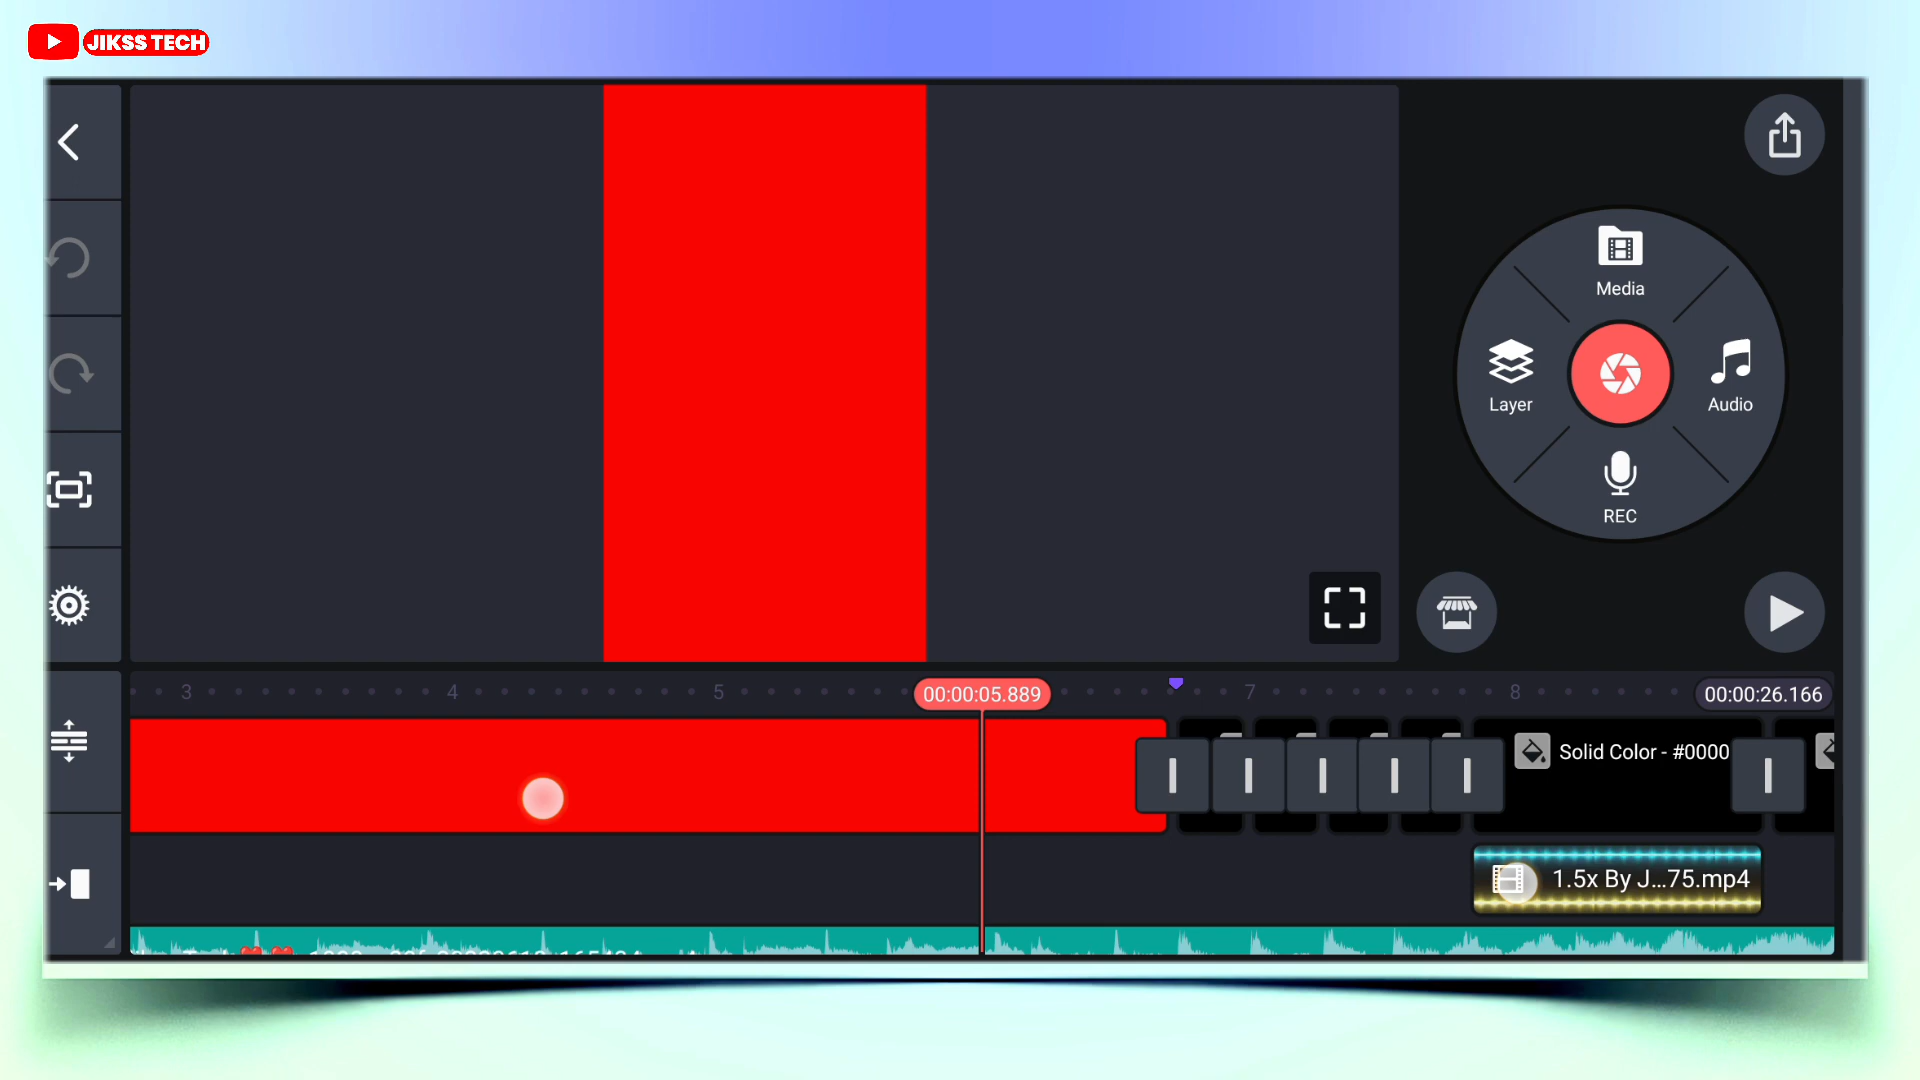 JIKSS TECH
Media
Layer
Audio
REC
3
4
5
00:00:05.889
7
8
00:00:26.166
Solid Color - #0000
1.5x By J...75.mp4